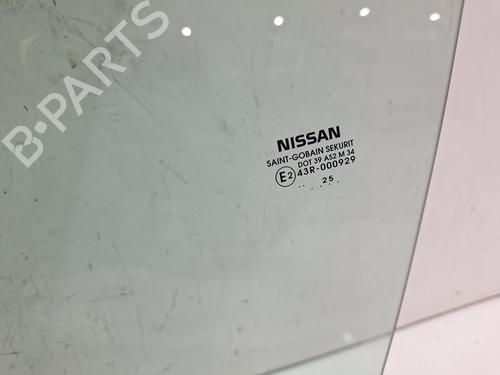 B-PARTS
NISSAN
SAINT-GOBAIN SEKURIT
DOT 39 AS2 M 34
E2 43R-000929
.. 25